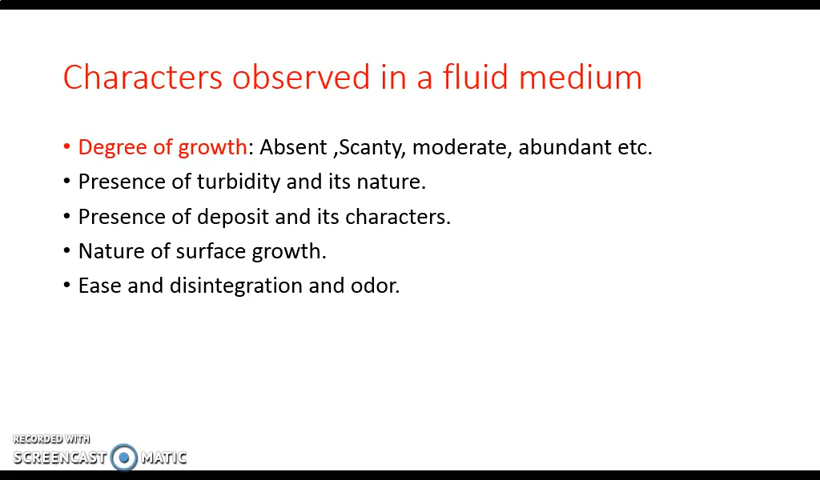 Characters observed in a fluid medium
• Degree of growth: Absent ,Scanty, moderate, abundant etc.
• Presence of turbidity and its nature.
• Presence of deposit and its characters.
• Nature of surface growth.
• Ease and disintegration and odor.
RECORDED WITH
SCREENCAST MATIC